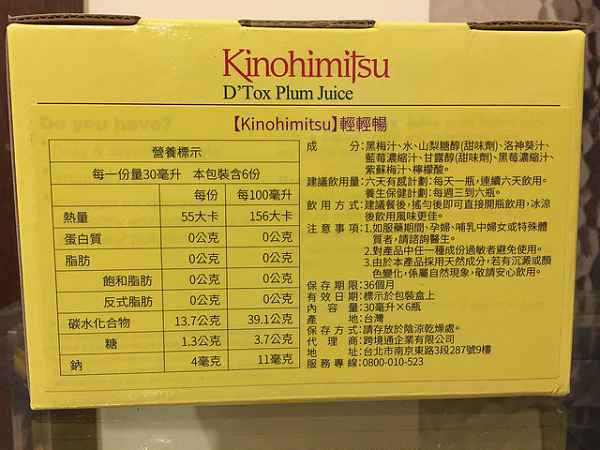 Kinohimitsu
D'Tox Plum Juice
【Kinohimitsu】輕輕暢
營養標示
每一份量30毫升 本包裝含6份
每份 每100毫升
熱量 55大卡 156大卡
蛋白質 0公克 0公克
脂肪 0公克 0公克
飽和脂肪 0公克 0公克
反式脂肪 0公克 0公克
碳水化合物 13.7公克 39.1公克
糖 1.3公克 3.7公克
鈉 4毫克 11毫克
成分:黑梅汁、水、山梨糖醇(甜味劑)、洛神葵汁、
藍莓濃縮汁、甘露醇(甜味劑)、黑莓濃縮汁、
紫蘇梅汁、檸檬酸。
建議飲用量:六天有感計劃:每天一瓶,連續六天飲用。
養生保健計劃:每週三到六瓶。
飲用方式:建議餐後,搖勻後即可直接開瓶飲用,冰涼
後飲用風味更佳。
注意事項:1.如服藥期間、孕婦、哺乳中婦女或特殊體
質者,請諮詢醫生。
2.對產品中任一種成份過敏者避免使用。
3.由於本產品採用天然成分,若有沉澱或顏
色變化,係屬自然現象,敬請安心飲用。
保存期限:36個月
有效日期:標示於包裝盒上
內容量:30毫升×6瓶
產地:台灣
保存方式:請存放於陰涼乾燥處。
代理商:跨境通企業有限公司
地址:台北市南京東路3段287號9樓
服務專線:0800-010-523